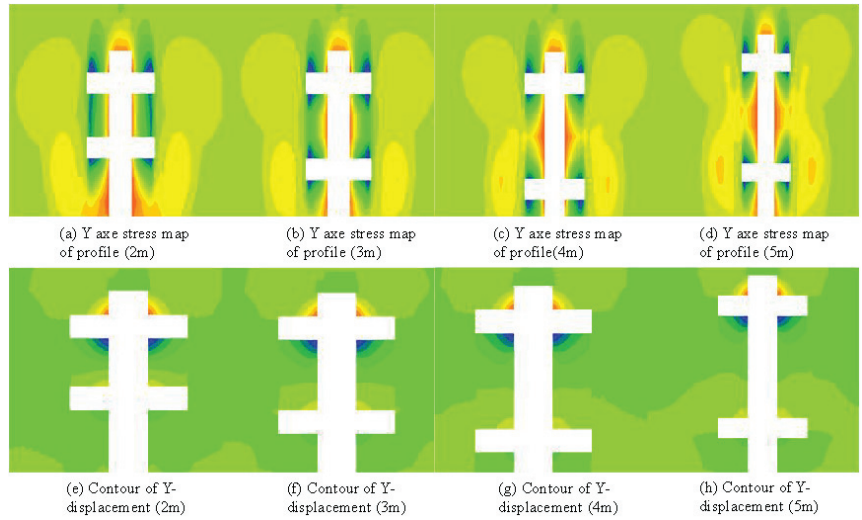 (a) Y axe stress map
of profile (2m)
(b) Y axe stress map
of profile(3m)
(c) Y axe stress map
of profile(4m)
(d) Y axe stress map
of profile (5m)
(e) Contour of Y-
displacement (2m)
(f) Contour of Y-
displacement (3m)
(g) Contour of Y-
displacement (4m)
(h) Contour of Y-
displacement (5m)